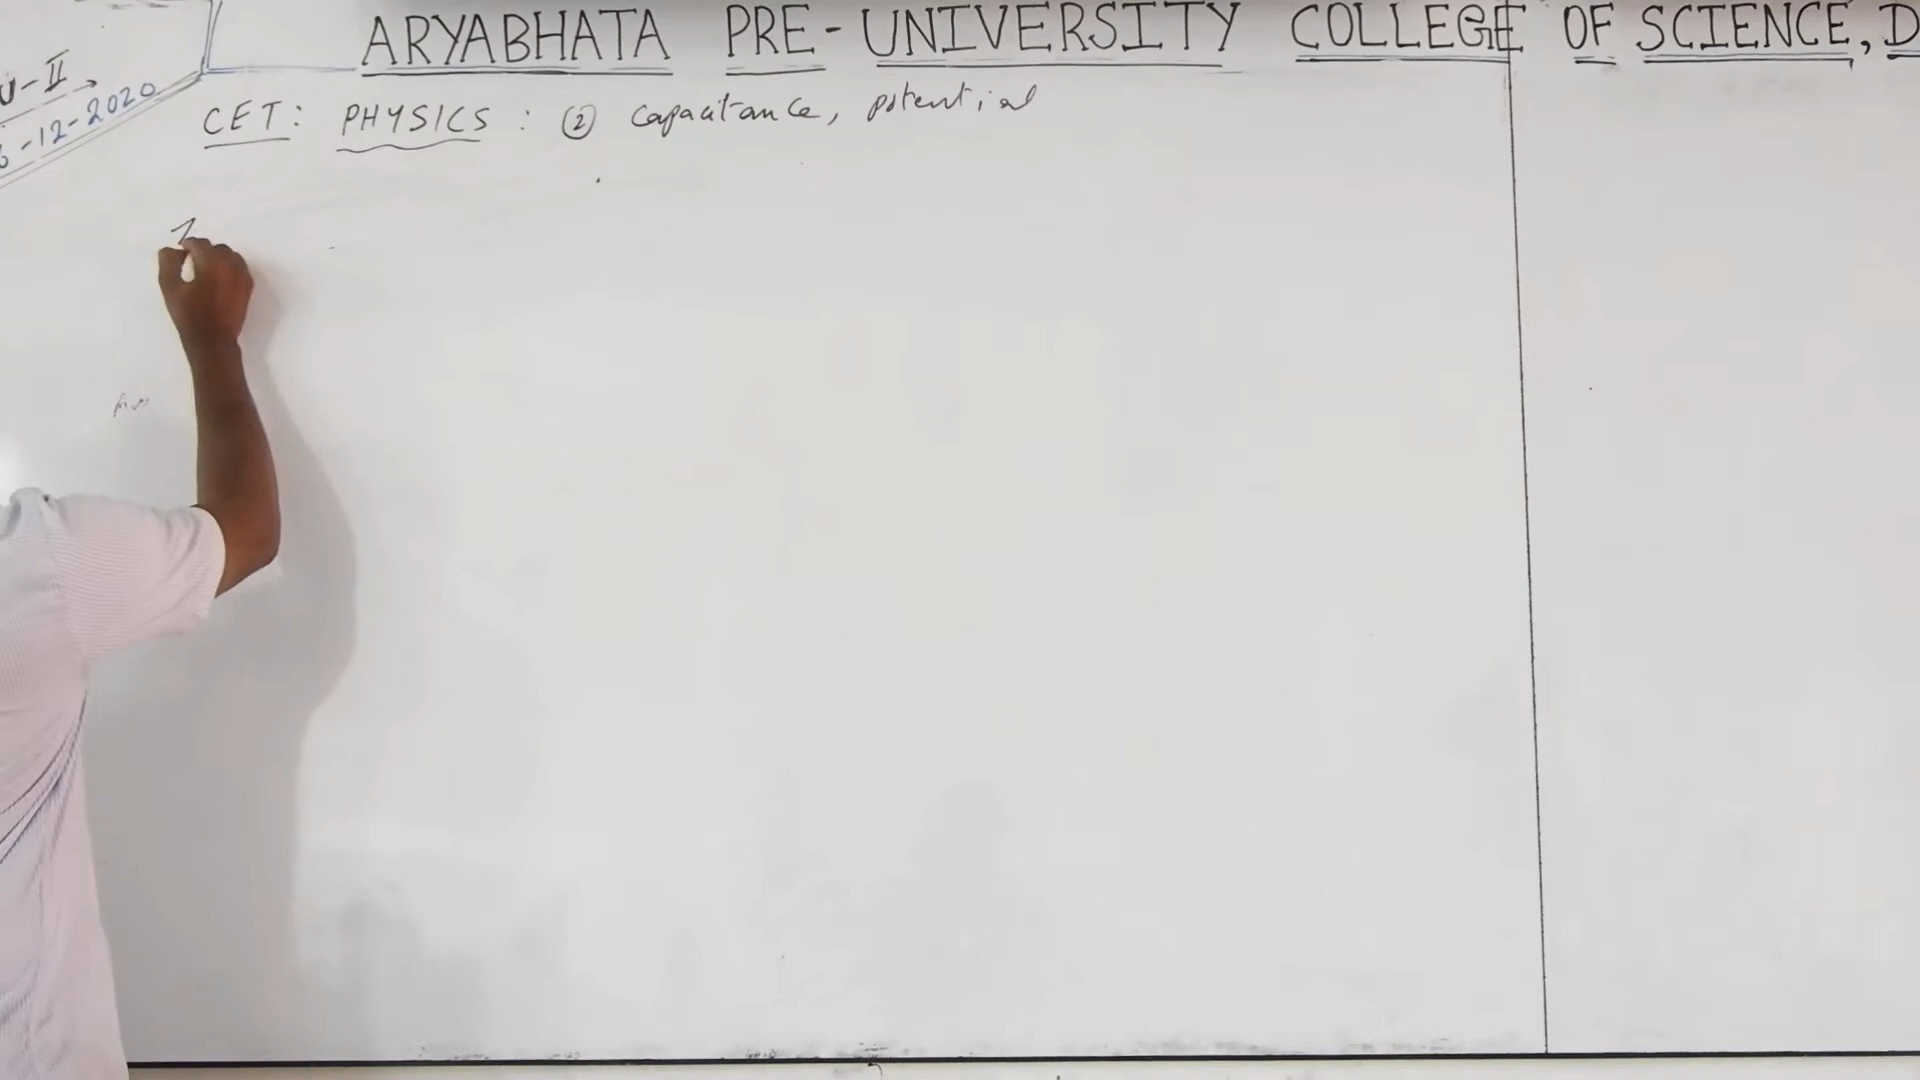 ARYABHATA PRE-UNIVERSITY COLLEGE OF SCIENCE, D
U-II
-12-2020
CET: PHYSICS : ② capacitance, potential